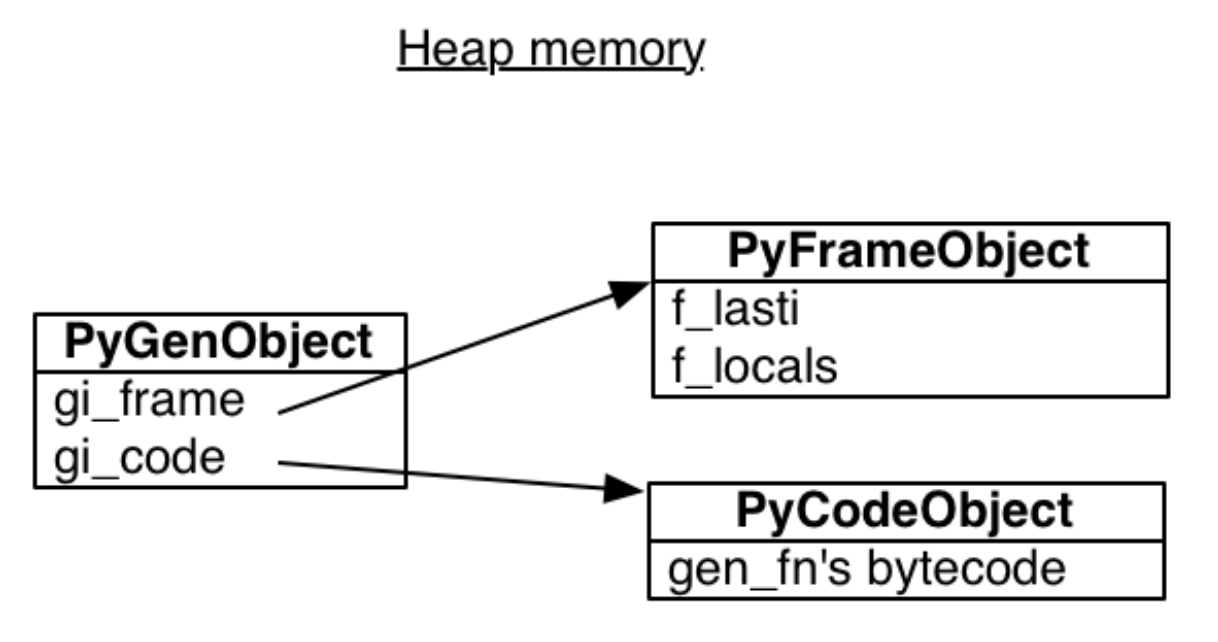 Heap memory
PyGenObject
gi_frame
gi_code
PyFrameObject
f_lasti
f_locals
PyCodeObject
gen_fn's bytecode